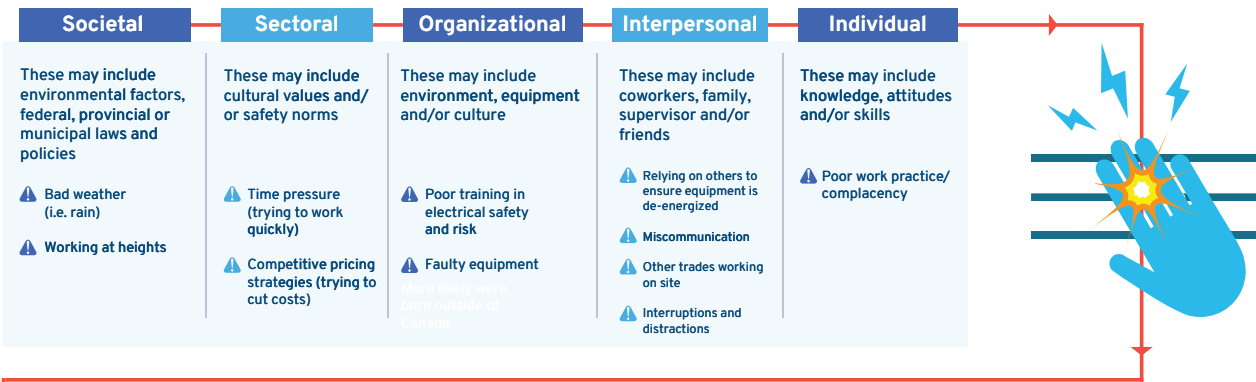 Societal
These may include
environmental factors,
federal, provincial or
municipal laws and
policies
Bad weather
(i.e. rain)
Working at heights
Sectoral
These may include
cultural values and/
or safety norms
Time pressure
(trying to work
quickly)
Competitive pricing
strategies (trying to
cut costs)
Organizational
These may include
environment, equipment
and/or culture
Poor training in
electrical safety
and risk
Faulty equipment
More likely were
born outside of
Canada
Interpersonal
These may include
coworkers, family,
supervisor and/or
friends
Relying on others to
ensure equipment is
de-energized
Miscommunication
Other trades working
on site
Interruptions and
distractions
Individual
These may include
knowledge, attitudes
and/or skills
Poor work practice/
complacency